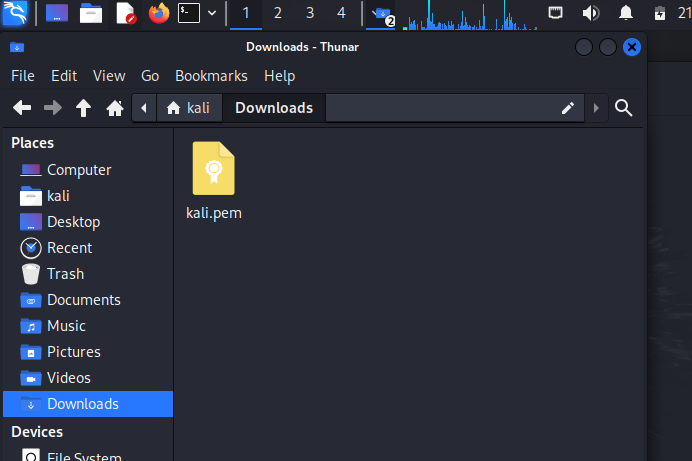 1 2 3 4 2 21
Downloads - Thunar
File Edit View Go Bookmarks Help
kali Downloads
Places
Computer
kali
Desktop
Recent
Trash
Documents
Music
Pictures
Videos
Downloads
Devices
File System
kali.pem